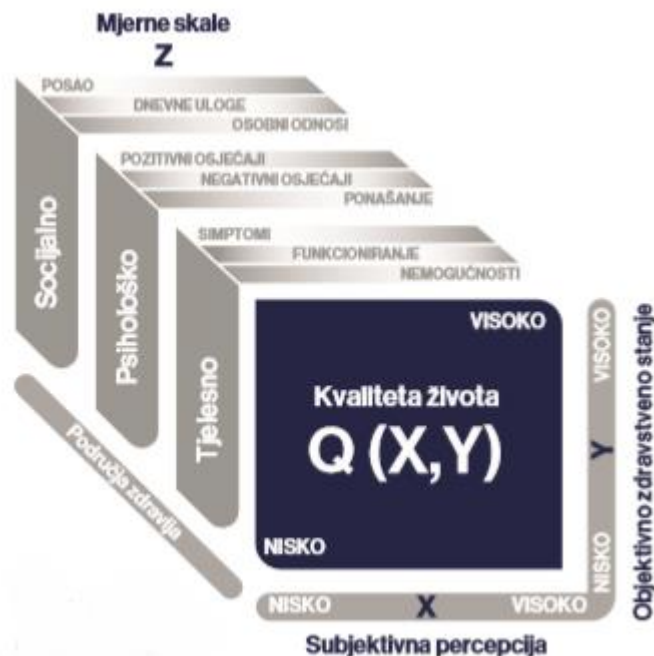 Mjerne skale
Z
POSAO
DNEVNE ULOGE
OSOBNI ODNOSI
POZITIVNI OSJEĆAJI
NEGATIVNI OSJEĆAJI
PONAŠANJE
SIMPTOMI
FUNKCIONIRANJE
NEMOGUĆNOSTI
Socijalno
Psihološko
Tjelesno
Područja zdravlja
VISOKO
Kvaliteta života
Q (X,Y)
NISKO
VISOKO
Y
NISKO
Objektivno zdravstveno stanje
NISKO X VISOKO
Subjektivna percepcija